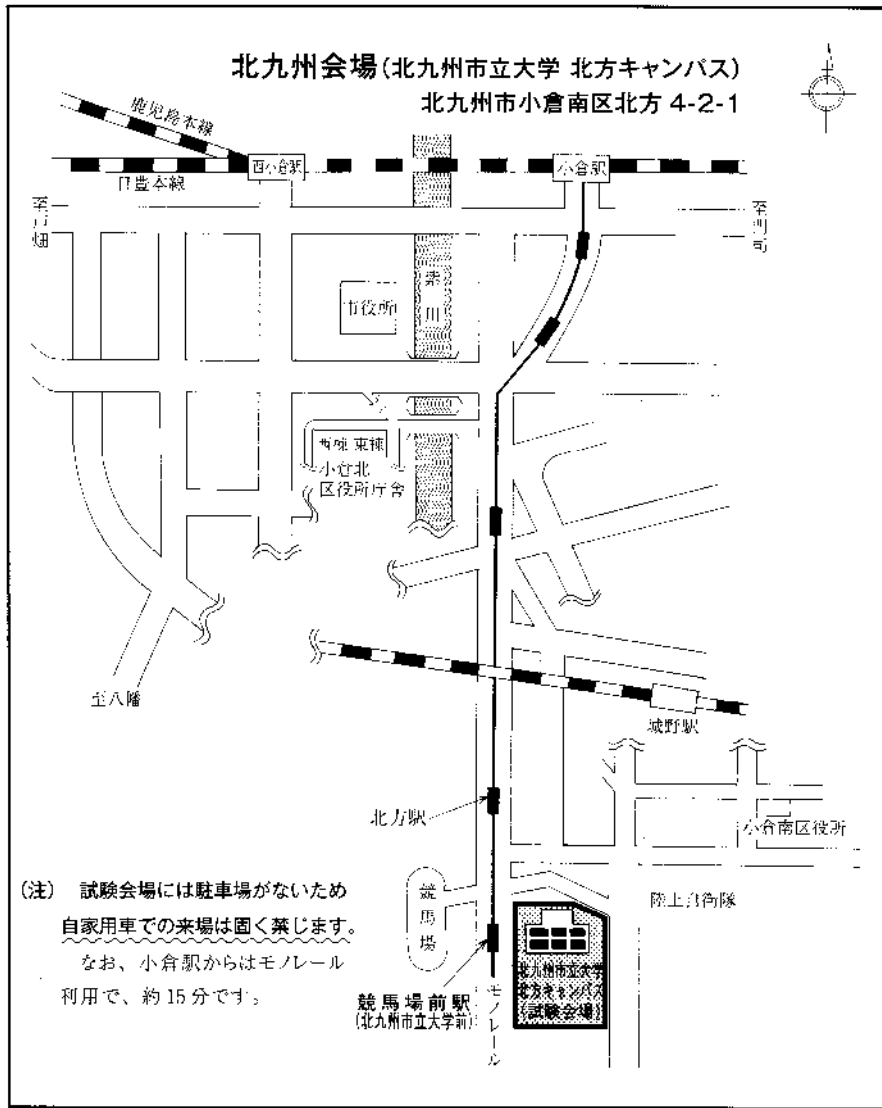 北九州会場(北九州市立大学 北方キャンパス)
北九州市小倉南区北方 4-2-1
鹿児島本線
西小倉駅
小倉駅
日豊本線
至戸畑
至門司
紫川
市役所
西棟 東棟
小倉北
区役所庁舎
至八幡
城野駅
北方駅
小倉南区役所
競馬場
陸上自衛隊
(注) 試験会場には駐車場がないため
自家用車での来場は固く禁じます。
なお、小倉駅からはモノレール
利用で、約15分です。
競馬場前駅
(北九州市立大学前)
モノレール
北九州市立大学
北方キャンパス
(試験会場)